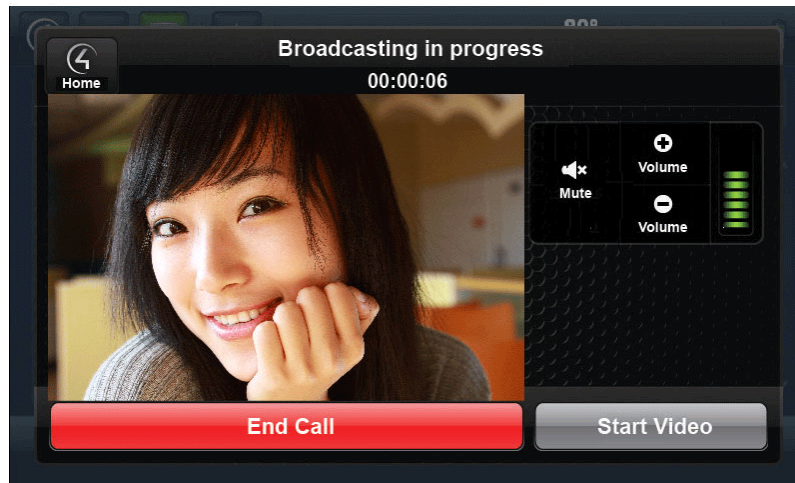 Broadcasting in progress
Home
00:00:06
Volume
Mute
Volume
End Call
Start Video